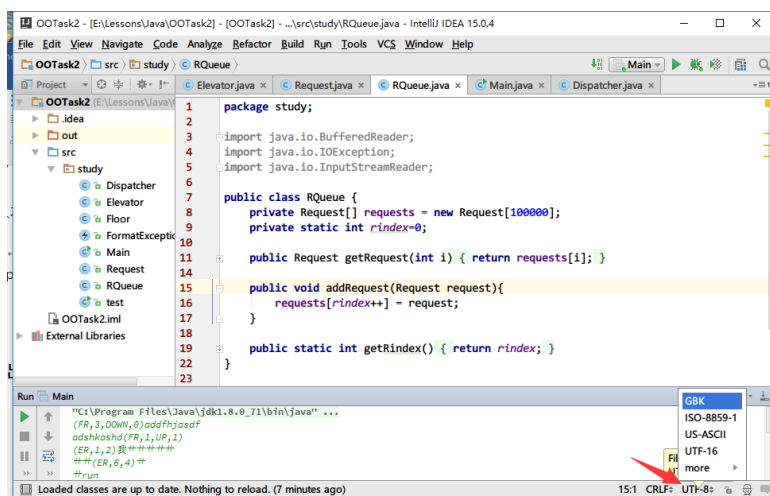 OOTask2 - [E:\Lessons\Java\OOTask2] - [OOTask2] - ...\src\study\RQueue.java - IntelliJ IDEA 15.0.4
File Edit View Navigate Code Analyze Refactor Build Run Tools VCS Window Help
OOTask2 src study RQueue Main
Project Elevator.java × Request.java × RQueue.java × Main.java × Dispatcher.java ×
OOTask2 (E:\Lessons\Java\
.idea
out
src
study
Dispatcher
Elevator
Floor
FormatExceptic
Main
Request
RQueue
test
OOTask2.iml
External Libraries
1 package study;
2
3 import java.io.BufferedReader;
4 import java.io.IOException;
5 import java.io.InputStreamReader;
6
7 public class RQueue {
8 private Request[] requests = new Request[100000];
9 private static int rindex=0;
10
11 public Request getRequest(int i) { return requests[i]; }
14
15 public void addRequest(Request request){
16 requests[rindex++] = request;
17 }
18
19 public static int getRindex() { return rindex; }
22 }
23
Run Main
"C:\Program Files\Java\jdk1.8.0_71\bin\java" ...
(FR,3,DOWN,0)addfhjasdf
adshkashd(FR,1,UP,1)
(ER,1,2)我#####
##(ER,6,4)#
#run
GBK
ISO-8859-1
US-ASCII
UTF-16
more
Loaded classes are up to date. Nothing to reload. (7 minutes ago) 15:1 CRLF UTF-8